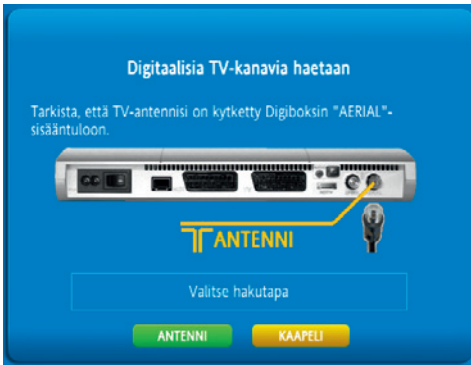 Digitaalisia TV-kanavia haetaan
Tarkista, että TV-antennisi on kytketty Digiboksin "AERIAL"-
sisääntuloon.
ANTENNI
Valitse hakutapa
ANTENNI
KAAPELI